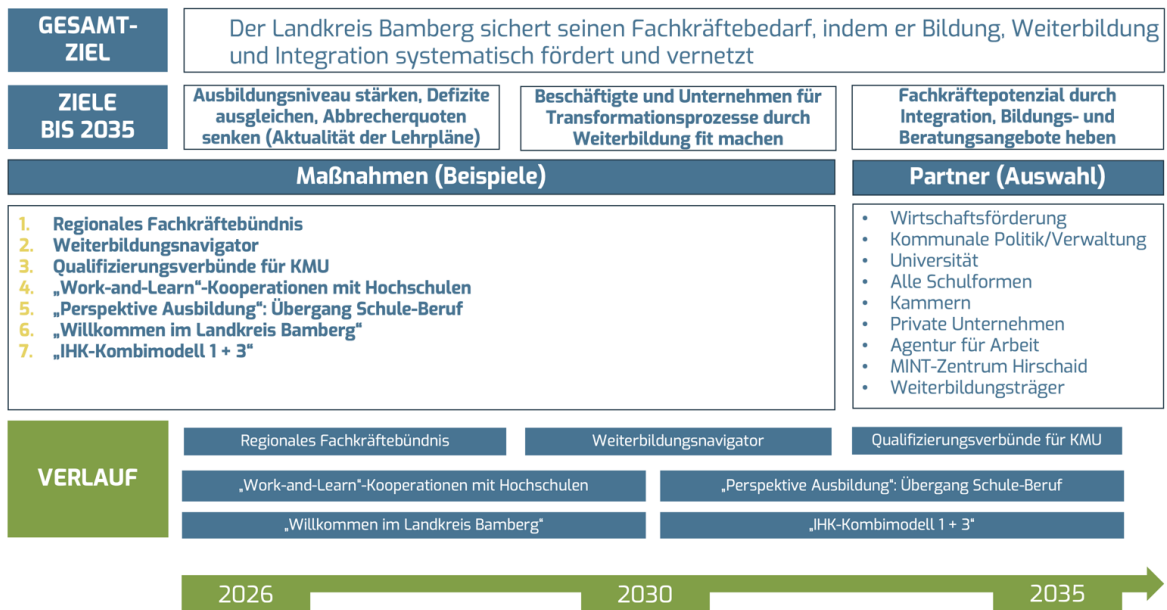 GESAMT-
ZIEL
Der Landkreis Bamberg sichert seinen Fachkräftebedarf, indem er Bildung, Weiterbildung
und Integration systematisch fördert und vernetzt
ZIELE
BIS 2035
Ausbildungsniveau stärken, Defizite
ausgleichen, Abbrecherquoten
senken (Aktualität der Lehrpläne)
Beschäftigte und Unternehmen für
Transformationsprozesse durch
Weiterbildung fit machen
Fachkräftepotenzial durch
Integration, Bildungs- und
Beratungsangebote heben
Maßnahmen (Beispiele)
1. Regionales Fachkräftebündnis
2. Weiterbildungsnavigator
3. Qualifizierungsverbünde für KMU
4. „Work-and-Learn“-Kooperationen mit Hochschulen
5. „Perspektive Ausbildung“: Übergang Schule-Beruf
6. „Willkommen im Landkreis Bamberg“
7. „IHK-Kombimodell 1 + 3“
Partner (Auswahl)
• Wirtschaftsförderung
• Kommunale Politik/Verwaltung
• Universität
• Alle Schulformen
• Kammern
• Private Unternehmen
• Agentur für Arbeit
• MINT-Zentrum Hirschaid
• Weiterbildungsträger
VERLAUF
Regionales Fachkräftebündnis
Weiterbildungsnavigator
Qualifizierungsverbünde für KMU
„Work-and-Learn“-Kooperationen mit Hochschulen
„Perspektive Ausbildung“: Übergang Schule-Beruf
„Willkommen im Landkreis Bamberg“
„IHK-Kombimodell 1 + 3“
2026
2030
2035